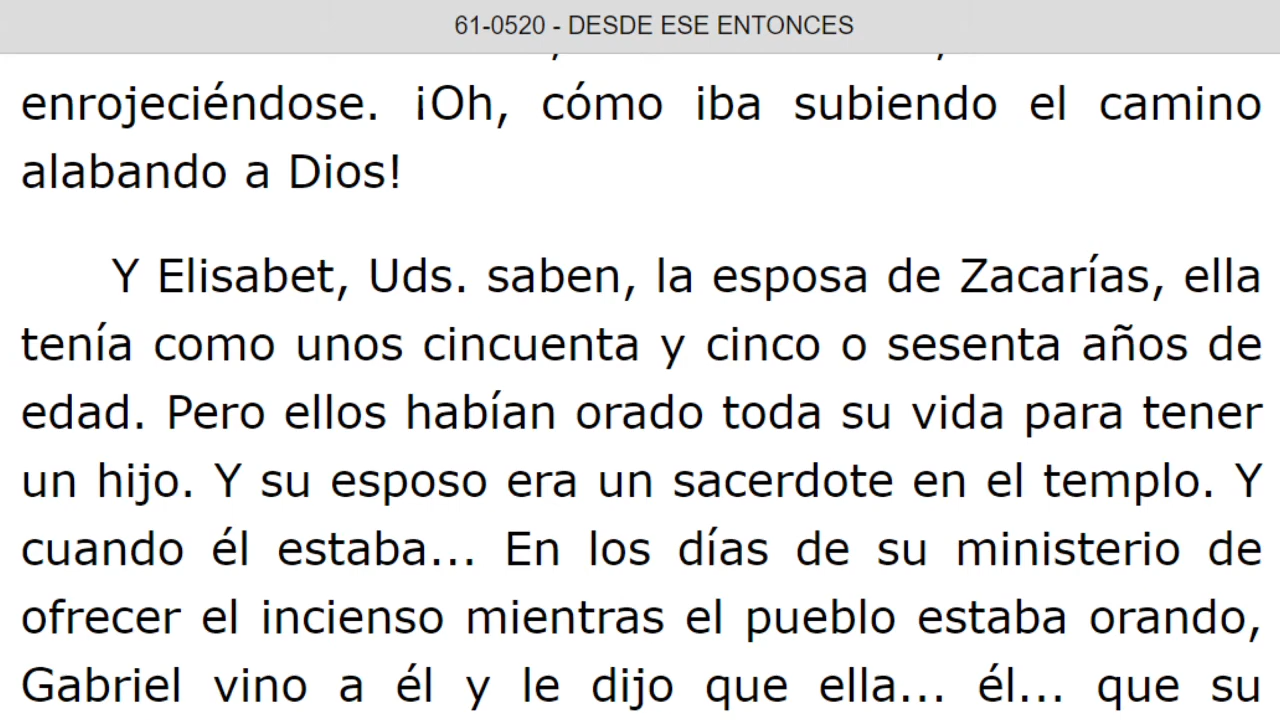 61-0520 - DESDE ESE ENTONCES
enrojeciéndose. ¡Oh, cómo iba subiendo el camino
alabando a Dios!
Y Elisabet, Uds. saben, la esposa de Zacarías, ella
tenía como unos cincuenta y cinco o sesenta años de
edad. Pero ellos habían orado toda su vida para tener
un hijo. Y su esposo era un sacerdote en el templo. Y
cuando él estaba... En los días de su ministerio de
ofrecer el incienso mientras el pueblo estaba orando,
Gabriel vino a él y le dijo que ella... él... que su